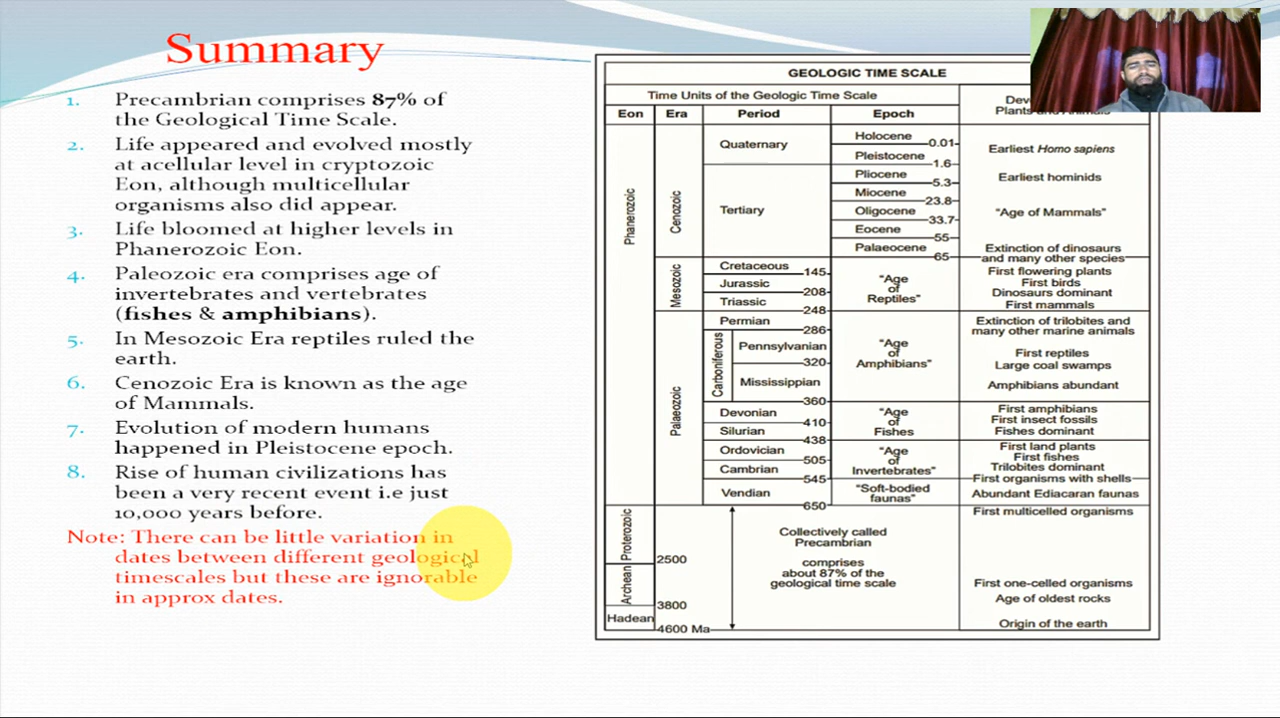 Summary
1. Precambrian comprises 87% of
the Geological Time Scale.
2. Life appeared and evolved mostly
at acellular level in cryptozoic
Eon, although multicellular
organisms also did appear.
3. Life bloomed at higher levels in
Phanerozoic Eon.
4. Paleozoic era comprises age of
invertebrates and vertebrates
(fishes & amphibians).
5. In Mesozoic Era reptiles ruled the
earth.
6. Cenozoic Era is known as the age
of Mammals.
7. Evolution of modern humans
happened in Pleistocene epoch.
8. Rise of human civilizations has
been a very recent event i.e just
10,000 years before.
Note: There can be little variation in
dates between different geological
timescales but these are ignorable
in approx dates.
GEOLOGIC TIME SCALE
Time Units of the Geologic Time Scale
Eon Era Period Epoch
Plants and Animals
Phanerozoic
Cenozoic
Quaternary
Holocene
0.01
Pleistocene
1.6
Earliest Homo sapiens
Tertiary
Pliocene
5.3
Miocene
23.8
Oligocene
33.7
Eocene
55
Palaeocene
65
Earliest hominids
"Age of Mammals"
Extinction of dinosaurs
and many other species
Mesozoic
Cretaceous
145
Jurassic
208
Triassic
248
"Age
of
Reptiles"
First flowering plants
First birds
Dinosaurs dominant
First mammals
Palaeozoic
Permian
286
Carboniferous
Pennsylvanian
320
Mississippian
360
"Age
of
Amphibians"
Extinction of trilobites and
many other marine animals
First reptiles
Large coal swamps
Amphibians abundant
Devonian
410
Silurian
438
"Age
of
Fishes
First amphibians
First insect fossils
Fishes dominant
Ordovician
505
Cambrian
545
"Age
of
Invertebrates"
First land plants
First fishes
Trilobites dominant
First organisms with shells
Vendian
650
"Soft-bodied
faunas"
Abundant Ediacaran faunas
Proterozoic
2500
Archean
3800
Hadean
4600 Ma
Collectively called
Precambrian
comprises
about 87% of the
geological time scale
First multicelled organisms
First one-celled organisms
Age of oldest rocks
Origin of the earth